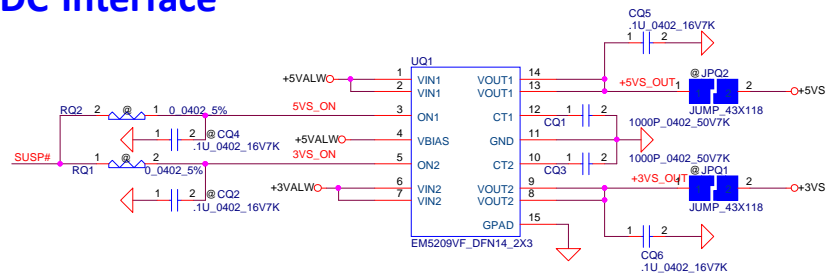 DC Interface
CQ5
.1U_0402_16V7K
1 2
UQ1
+5VALW
1 VIN1 VOUT1 14
2 VIN1 VOUT1 13
+5VS_OUT
@ JPQ2
1 2
+5VS
JUMP_43X118
RQ2 2 @ 1 0_0402_5%
5VS_ON
3 ON1 CT1 12
1 2
CQ1
1000P_0402_50V7K
1 2 @ CQ4
.1U_0402_16V7K
+5VALW
4 VBIAS GND 11
SUSP#
RQ1 1 @ 2 0_0402_5%
3VS_ON
5 ON2 CT2 10
1 2
CQ3
1000P_0402_50V7K
1 2 @ CQ2
.1U_0402_16V7K
+3VALW
6 VIN2 VOUT2 9
7 VIN2 VOUT2 8
+3VS_OUT
@ JPQ1
1 2
+3VS
JUMP_43X118
GPAD 15
EM5209VF_DFN14_2X3
1 2
CQ6
.1U_0402_16V7K